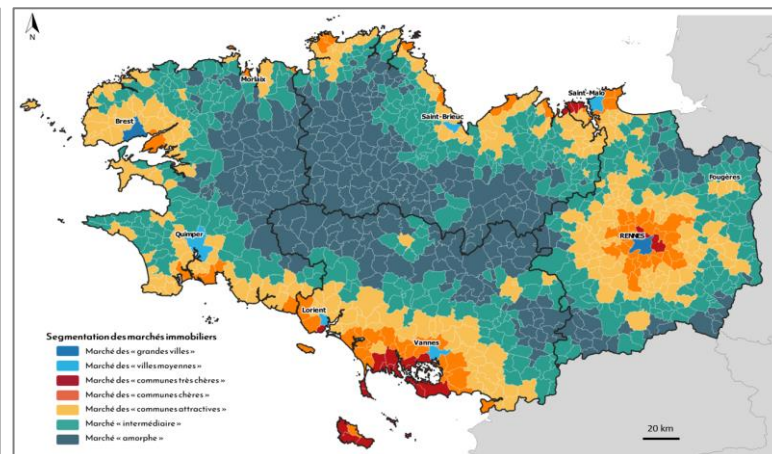 N
Morlaix
Saint-Malo
Brest
Saint-Brieuc
Fougères
RENNES
Quimper
Lorient
Vannes
Segmentation des marchés immobiliers
Marché des « grandes villes »
Marché des « villes moyennes »
Marché des « communes très chères »
Marché des « communes chères »
Marché des « communes attractives »
Marché « intermédiaire »
Marché « amorphe »
20 km